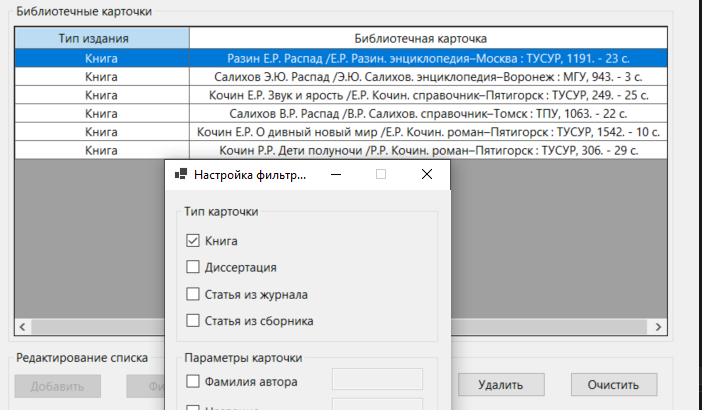 Библиотечные карточки
Тип издания Библиотечная карточка
Книга Разин Е.Р. Распад /Е.Р. Разин. энциклопедия–Москва : ТУСУР, 1191. - 23 с.
Книга Салихов Э.Ю. Распад /Э.Ю. Салихов. энциклопедия–Воронеж : МГУ, 943. - 3 с.
Книга Кочин Е.Р. Звук и ярость /Е.Р. Кочин. справочник–Пятигорск : ТУСУР, 249. - 25 с.
Книга Салихов В.Р. Распад /В.Р. Салихов. справочник–Томск : ТПУ, 1063. - 22 с.
Книга Кочин Е.Р. О дивный новый мир /Е.Р. Кочин. роман–Пятигорск : ТУСУР, 1542. - 10 с.
Книга Кочин Р.Р. Дети полуночи /Р.Р. Кочин. роман–Пятигорск : ТУСУР, 306. - 29 с.
Настройка фильтр...
Тип карточки
Книга
Диссертация
Статья из журнала
Статья из сборника
Редактирование списка
Параметры карточки
Добавить
Фамилия автора
Удалить
Очистить